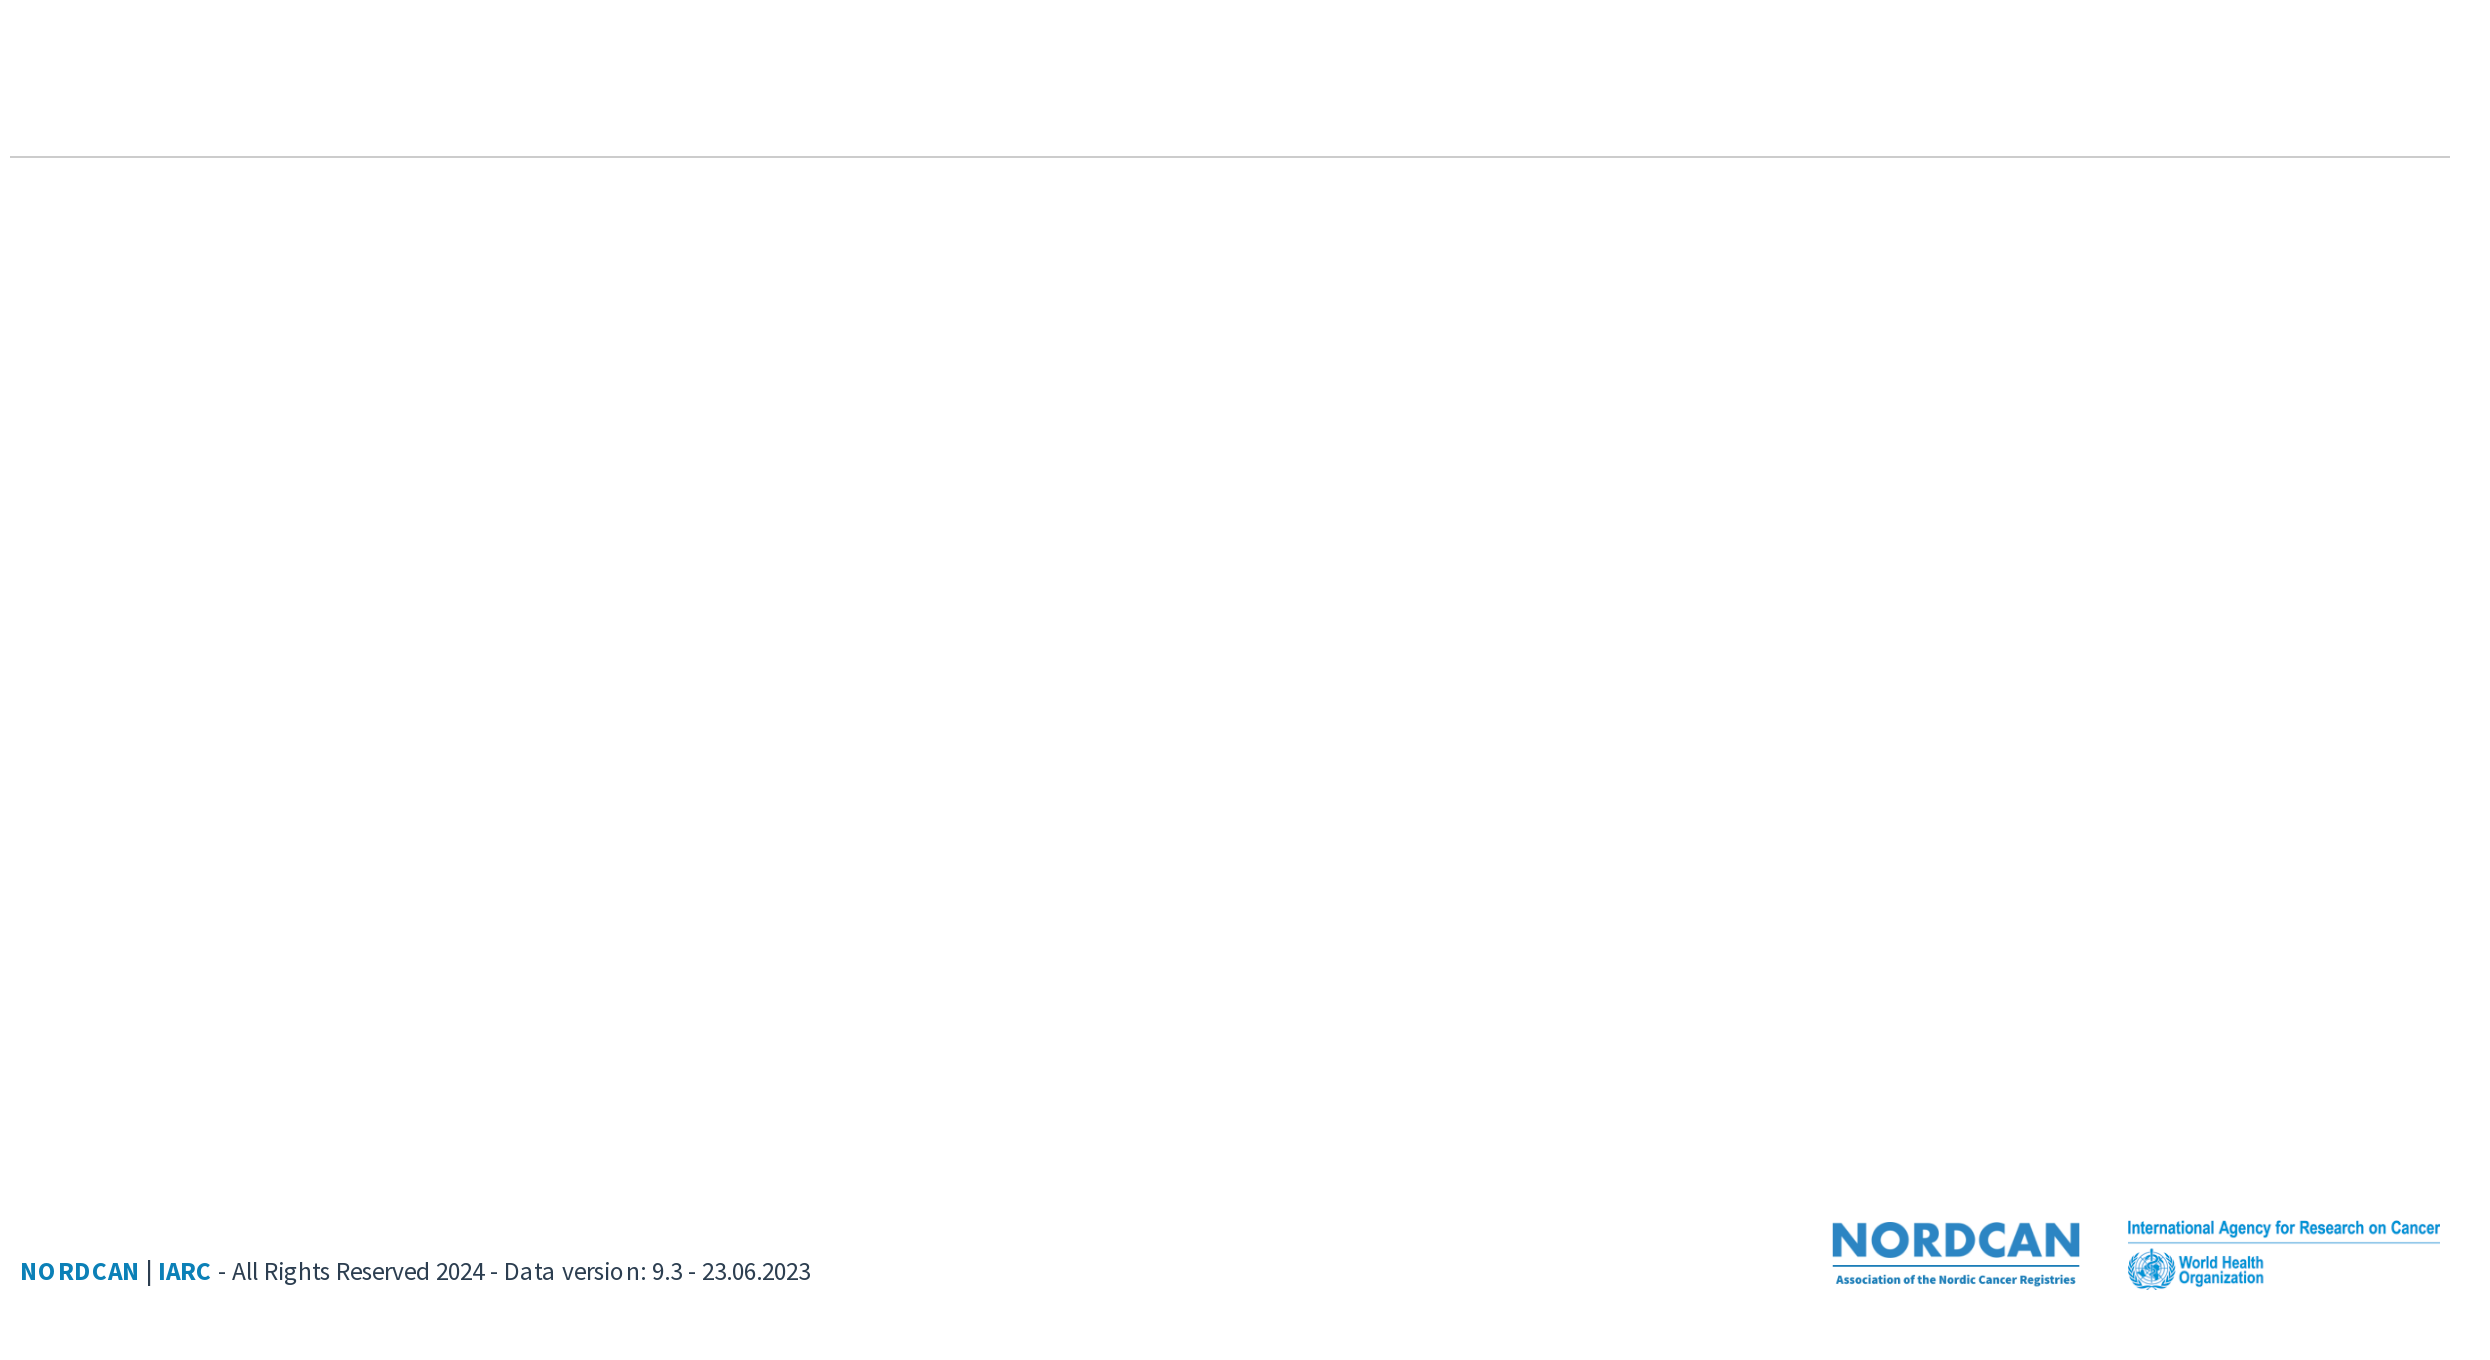 NORDCAN | IARC - All Rights Reserved 2024 - Data version: 9.3 - 23.06.2023
NORDCAN
Association of the Nordic Cancer Registries
International Agency for Research on Cancer
World Health
Organization